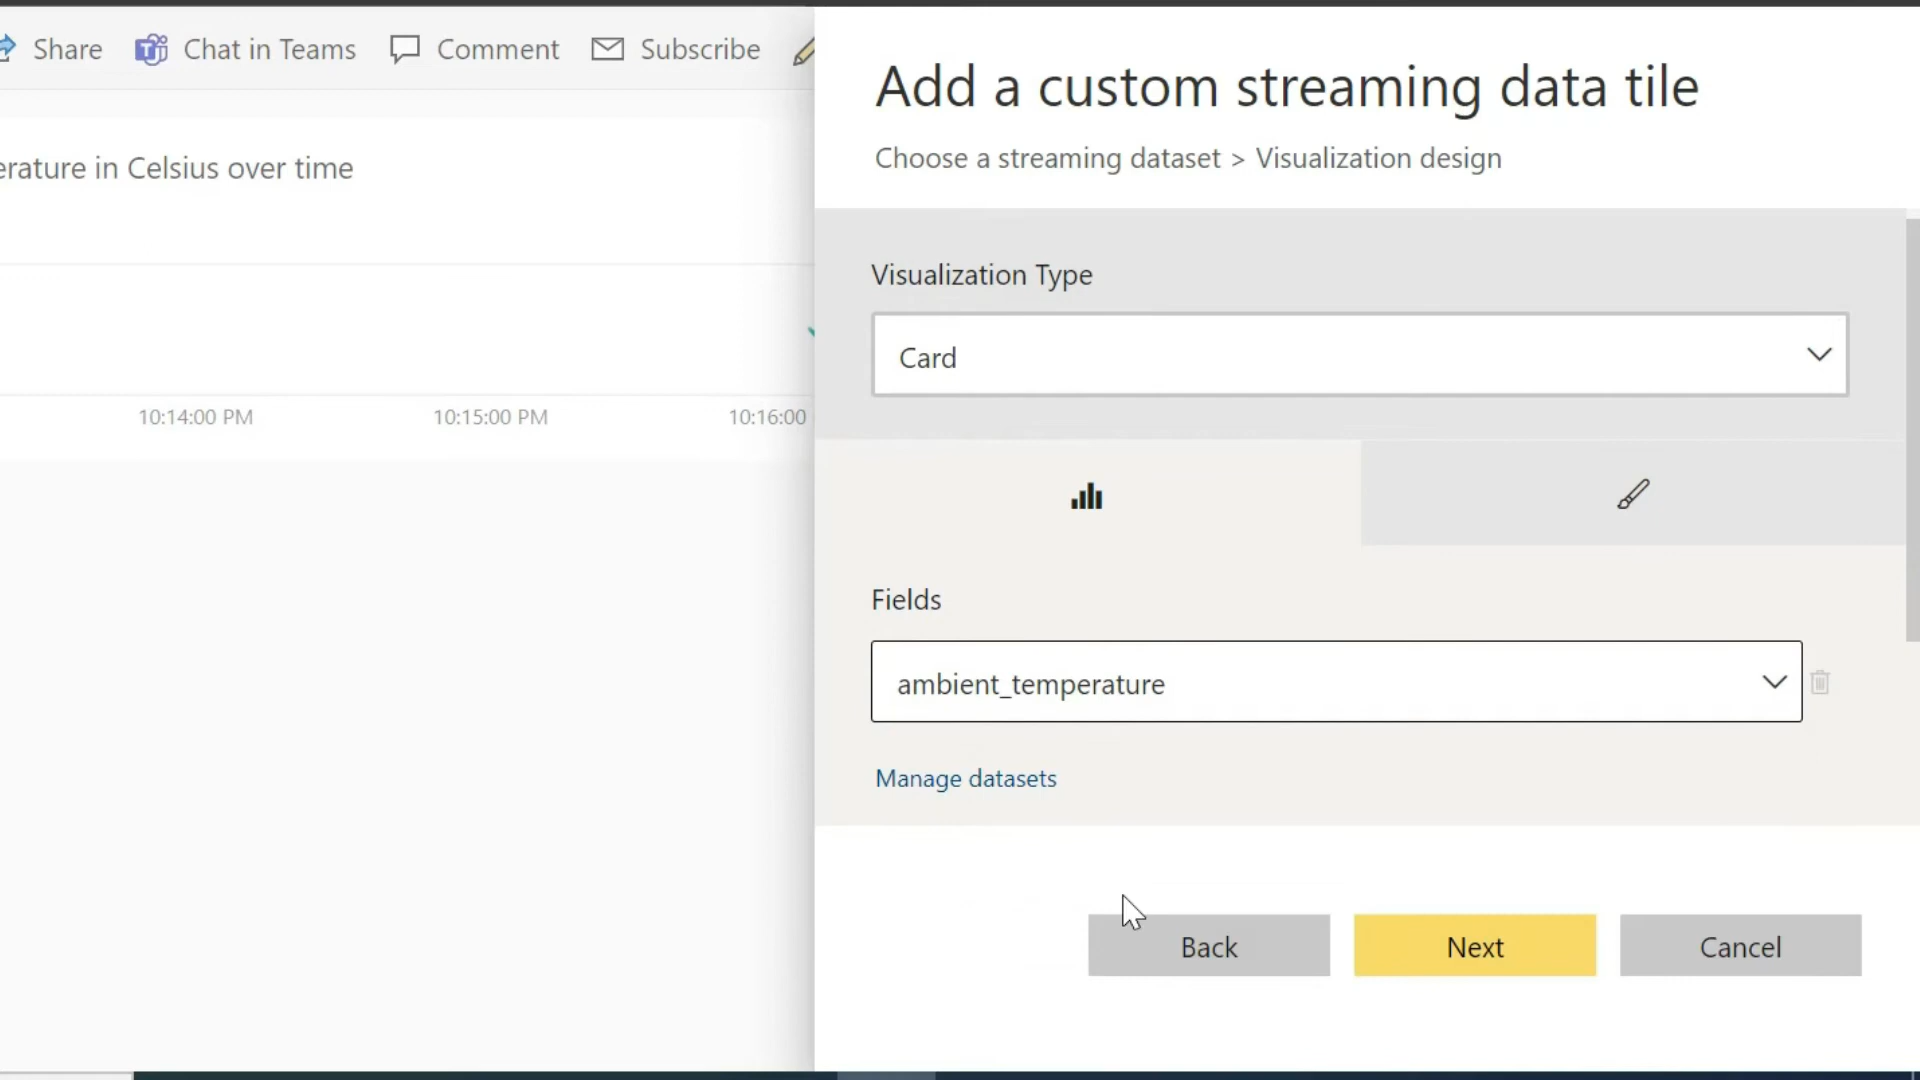 Share Chat in Teams Comment Subscribe
erature in Celsius over time
10:14:00 PM 10:15:00 PM 10:16:00
Add a custom streaming data tile
Choose a streaming dataset > Visualization design
Visualization Type
Card
Fields
ambient_temperature
Manage datasets
Back Next Cancel